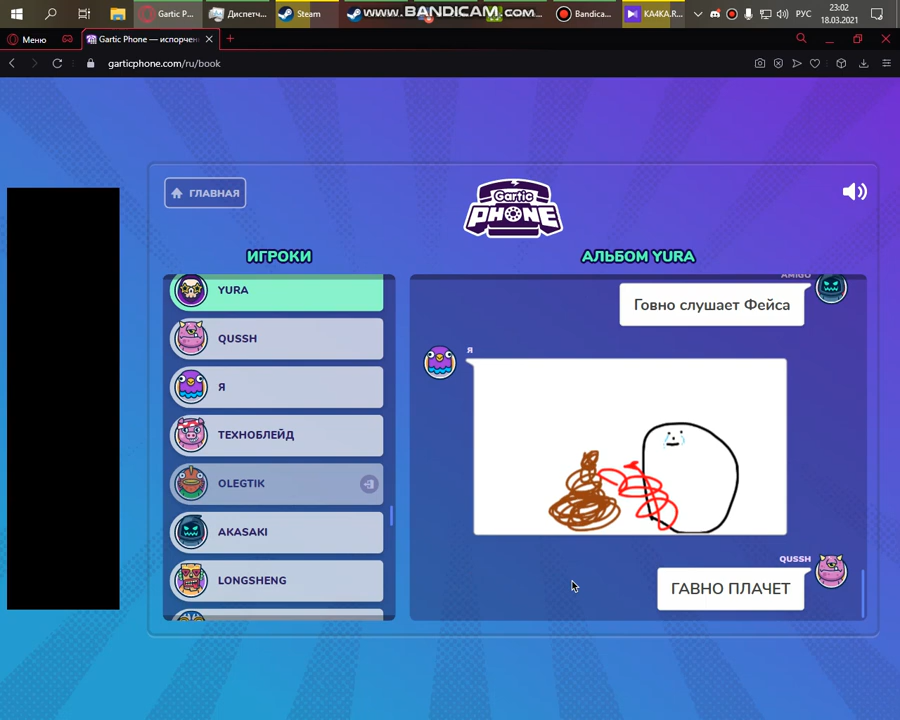 Gartic P...
Диспетч...
Steam
WWW.BANDICAM.COM
Bandica...
KA4KA.R...
РУС
23:02
18.03.2021
Меню
Gartic Phone — испорчен
garticphone.com/ru/book
ГЛАВНАЯ
Gartic
PHONE
ИГРОКИ
АЛЬБОМ YURA
YURA
QUSSH
Я
ТЕХНОБЛЕЙД
OLEGTIK
AKASAKI
LONGSHENG
AMIGO
Говно слушает Фейса
Я
QUSSH
ГАВНО ПЛАЧЕТ